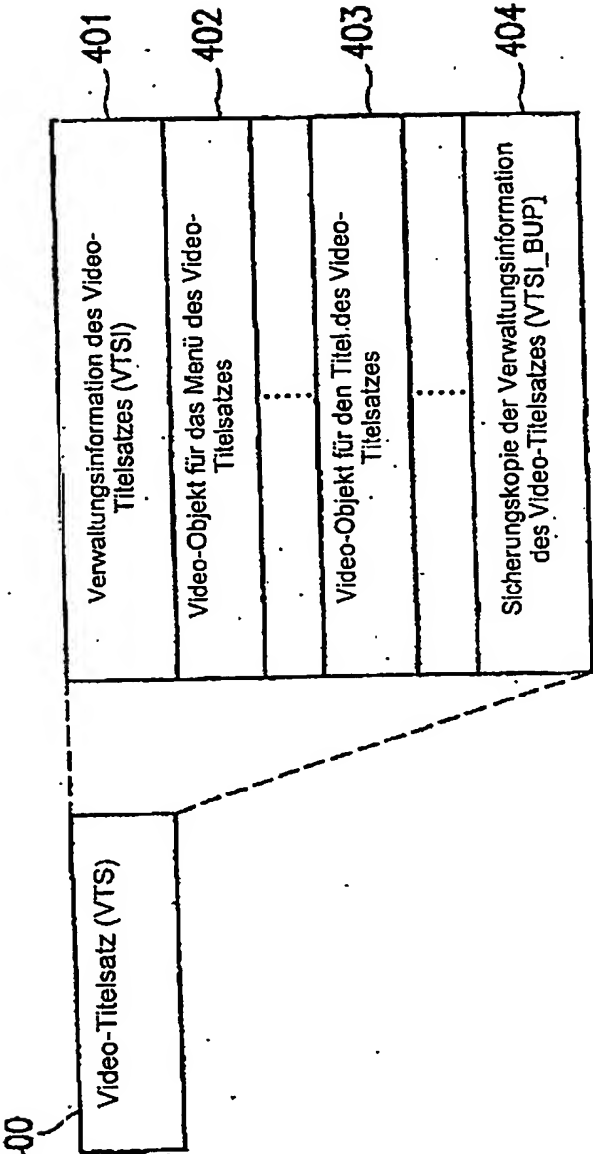 00
Video-Titelsatz (VTS)
Verwaltungsinformation des Video-
Titelsatzes (VTSI)
401
Video-Objekt für das Menü des Video-
Titelsatzes
402
Video-Objekt für den Titel.des Video-
Titelsatzes
403
Sicherungskopie der Verwaltungsinformation
des Video-Titelsatzes (VTSI_BUP]
404